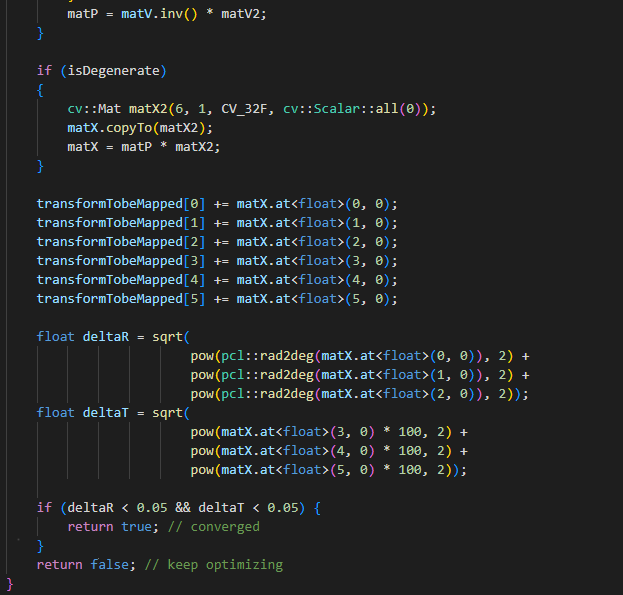 matP = matV.inv() * matV2;
}
if (isDegenerate)
{
cv::Mat matX2(6, 1, CV_32F, cv::Scalar::all(0));
matX.copyTo(matX2);
matX = matP * matX2;
}
transformTobeMapped[0] += matX.at<float>(0, 0);
transformTobeMapped[1] += matX.at<float>(1, 0);
transformTobeMapped[2] += matX.at<float>(2, 0);
transformTobeMapped[3] += matX.at<float>(3, 0);
transformTobeMapped[4] += matX.at<float>(4, 0);
transformTobeMapped[5] += matX.at<float>(5, 0);
float deltaR = sqrt(
pow(pcl::rad2deg(matX.at<float>(0, 0)), 2) +
pow(pcl::rad2deg(matX.at<float>(1, 0)), 2) +
pow(pcl::rad2deg(matX.at<float>(2, 0)), 2));
float deltaT = sqrt(
pow(matX.at<float>(3, 0) * 100, 2) +
pow(matX.at<float>(4, 0) * 100, 2) +
pow(matX.at<float>(5, 0) * 100, 2));
if (deltaR < 0.05 && deltaT < 0.05) {
return true; // converged
}
return false; // keep optimizing
}